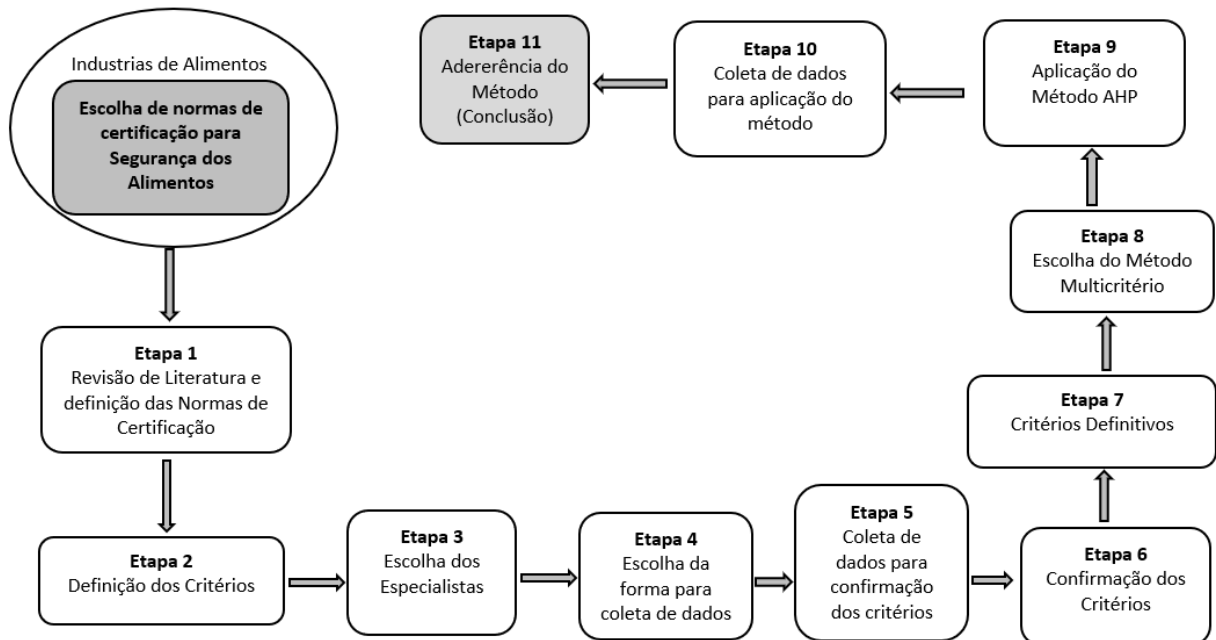 Industrias de Alimentos
Escolha de normas de
certificação para
Segurança dos
Alimentos
Etapa 1
Revisão de Literatura e
definição das Normas de
Certificação
Etapa 2
Definição dos Critérios
Etapa 3
Escolha dos
Especialistas
Etapa 4
Escolha da
forma para
coleta de dados
Etapa 5
Coleta de
dados para
confirmação
dos critérios
Etapa 6
Confirmação dos
Critérios
Etapa 7
Critérios Definitivos
Etapa 8
Escolha do Método
Multicritério
Etapa 9
Aplicação do
Método AHP
Etapa 10
Coleta de dados
para aplicação do
método
Etapa 11
Adererência do
Método
(Conclusão)